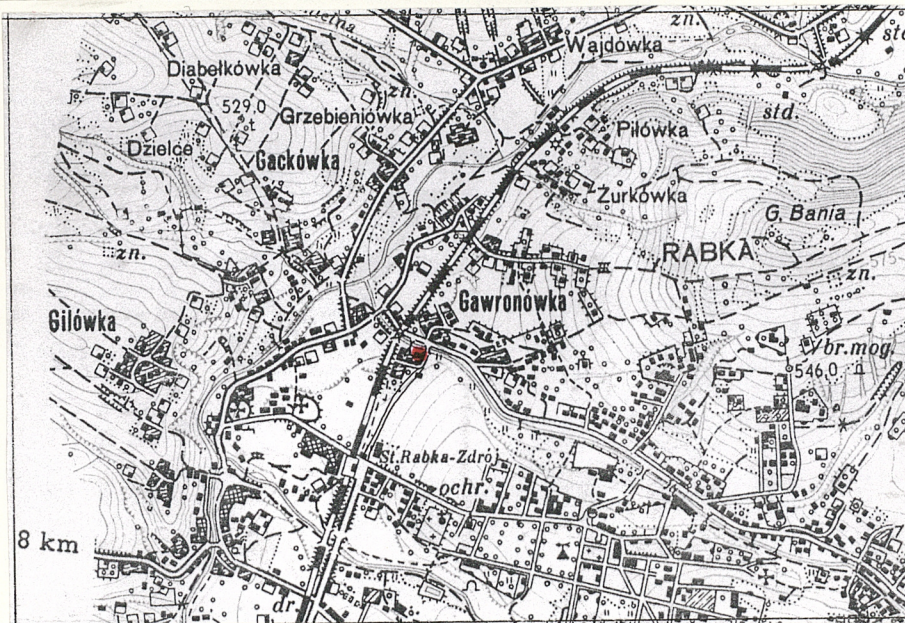 zn.
Wajdówka
Diabełkówka
zn.
529,0
Grzebieniówka
std.
Piłówka
Dzielce
Gackówka
Żurkówka
G. Bania
RABKA
zn.
zn.
Gawronówka
Gilówka
br. mog.
546,0
St. Rabka-Zdrój
ochr.
8 km
dr.